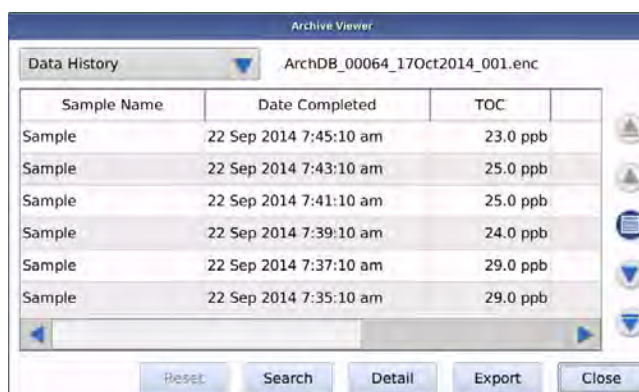 Archive Viewer
Data History ArchDB_00064_17Oct2014_001.enc
Sample Name Date Completed TOC
Sample 22 Sep 2014 7:45:10 am 23.0 ppb
Sample 22 Sep 2014 7:43:10 am 25.0 ppb
Sample 22 Sep 2014 7:41:10 am 25.0 ppb
Sample 22 Sep 2014 7:39:10 am 24.0 ppb
Sample 22 Sep 2014 7:37:10 am 29.0 ppb
Sample 22 Sep 2014 7:35:10 am 29.0 ppb
Reset Search Detail Export Close